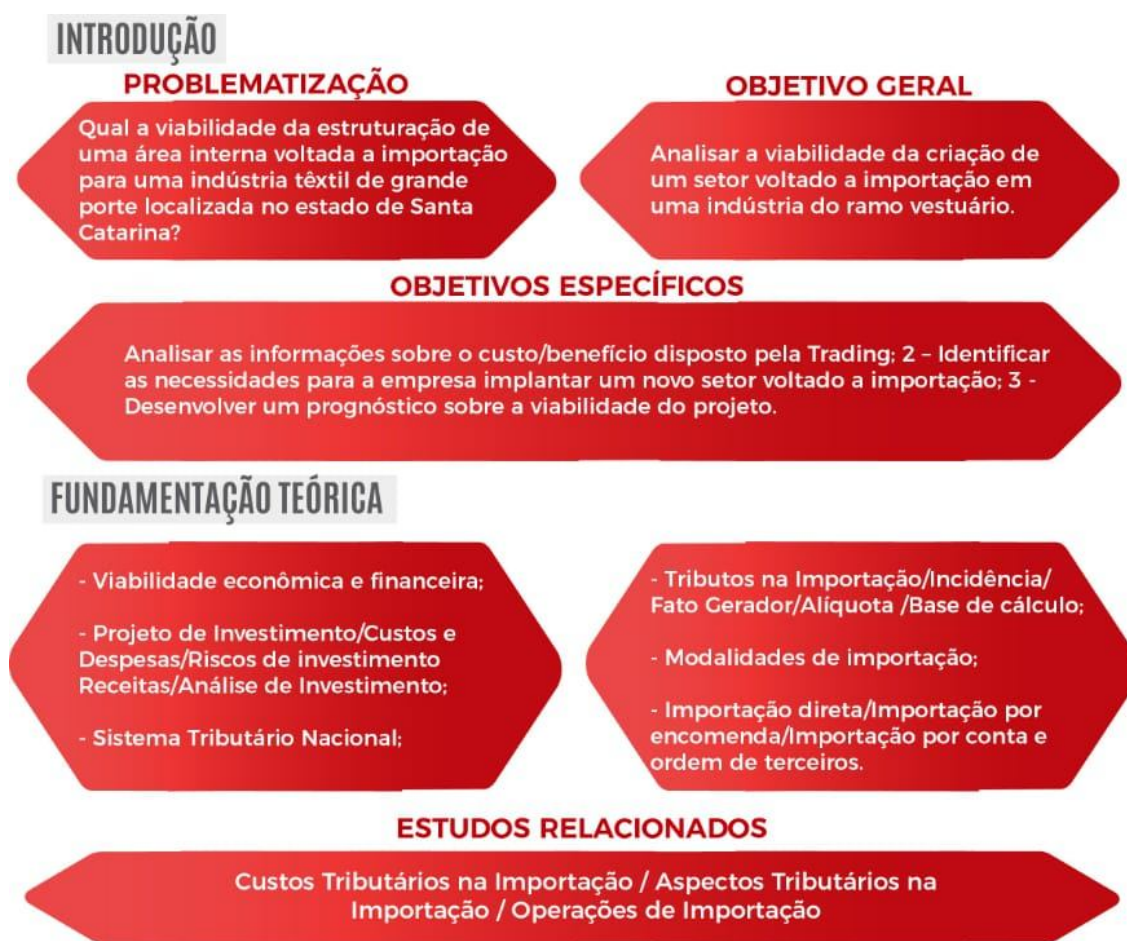 INTRODUÇÃO
PROBLEMATIZAÇÃO
Qual a viabilidade da estruturação de
uma área interna voltada a importação
para uma indústria têxtil de grande
porte localizada no estado de Santa
Catarina?
OBJETIVO GERAL
Analisar a viabilidade da criação de
um setor voltado a importação em
uma indústria do ramo vestuário.
OBJETIVOS ESPECÍFICOS
Analisar as informações sobre o custo/benefício disposto pela Trading; 2 – Identificar
as necessidades para a empresa implantar um novo setor voltado a importação; 3 -
Desenvolver um prognóstico sobre a viabilidade do projeto.
FUNDAMENTAÇÃO TEÓRICA
- Viabilidade econômica e financeira;
- Projeto de Investimento/Custos e
Despesas/Riscos de investimento
Receitas/Análise de Investimento;
- Sistema Tributário Nacional;
- Tributos na Importação/Incidência/
Fato Gerador/Alíquota /Base de cálculo;
- Modalidades de importação;
- Importação direta/Importação por
encomenda/Importação por conta e
ordem de terceiros.
ESTUDOS RELACIONADOS
Custos Tributários na Importação / Aspectos Tributários na
Importação / Operações de Importação